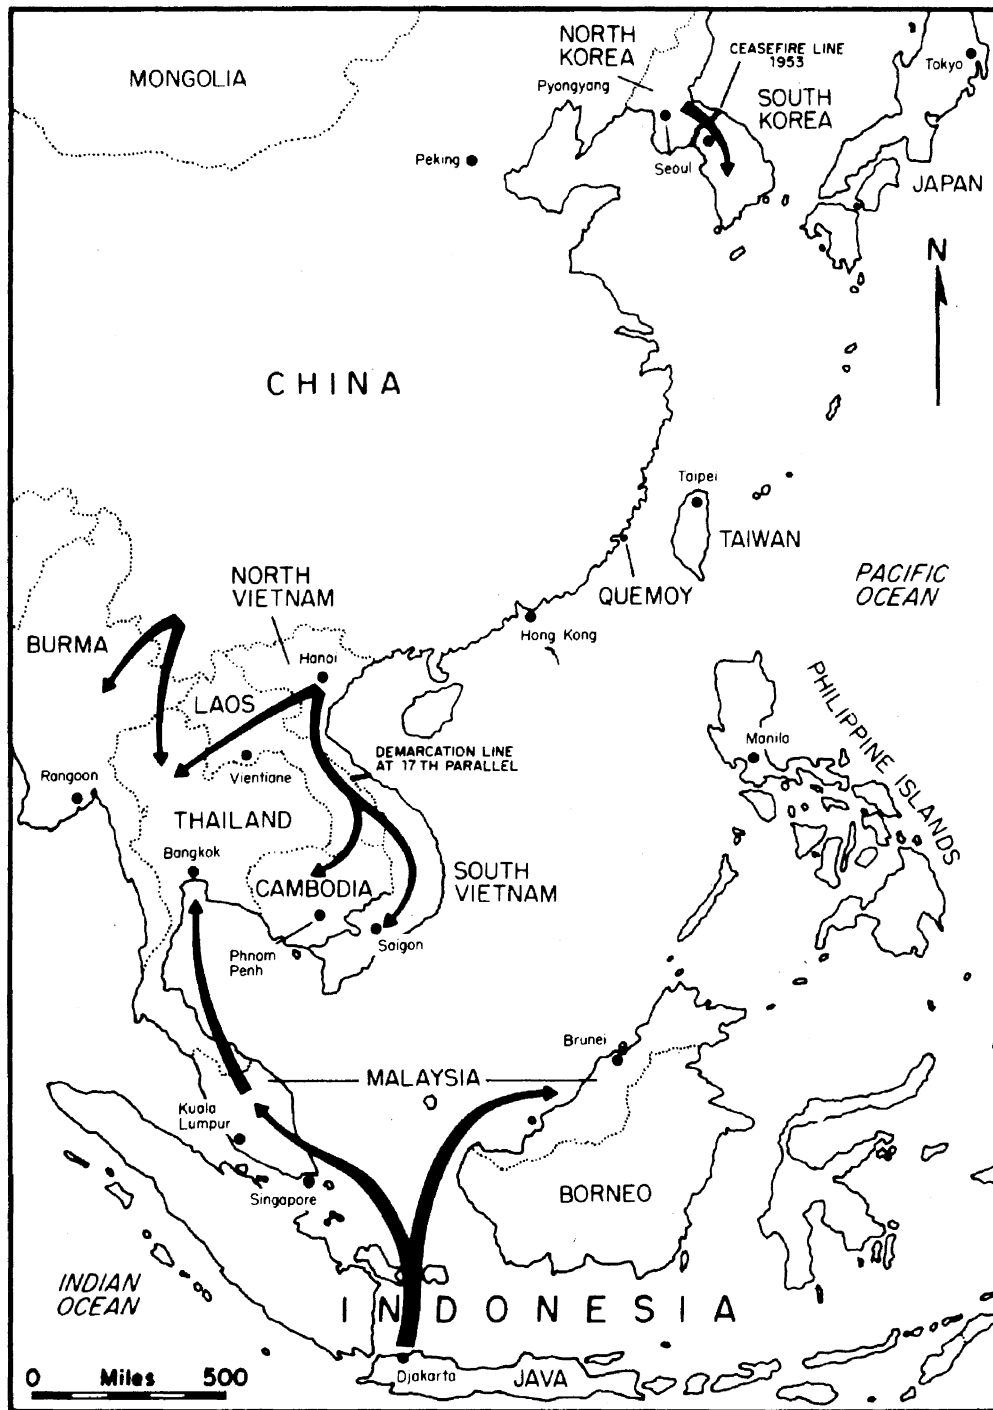 MONGOLIA
NORTH
KOREA
Pyongyang
CEASEFIRE LINE
1953
SOUTH
KOREA
Tokyo
Peking
Seoul
JAPAN
N
CHINA
Taipei
TAIWAN
QUEMOY
PACIFIC
OCEAN
NORTH
VIETNAM
BURMA
Hanoi
Hong Kong
LAOS
PHILIPPINE ISLANDS
Manila
DEMARCATION LINE
AT 17TH PARALLEL
Rangoon
Vientiane
THAILAND
Bangkok
CAMBODIA
SOUTH
VIETNAM
Phnom
Penh
Saigon
Brunei
MALAYSIA
Kuala
Lumpur
Singapore
BORNEO
INDIAN
OCEAN
INDONESIA
0 Miles 500
Djakarta
JAVA